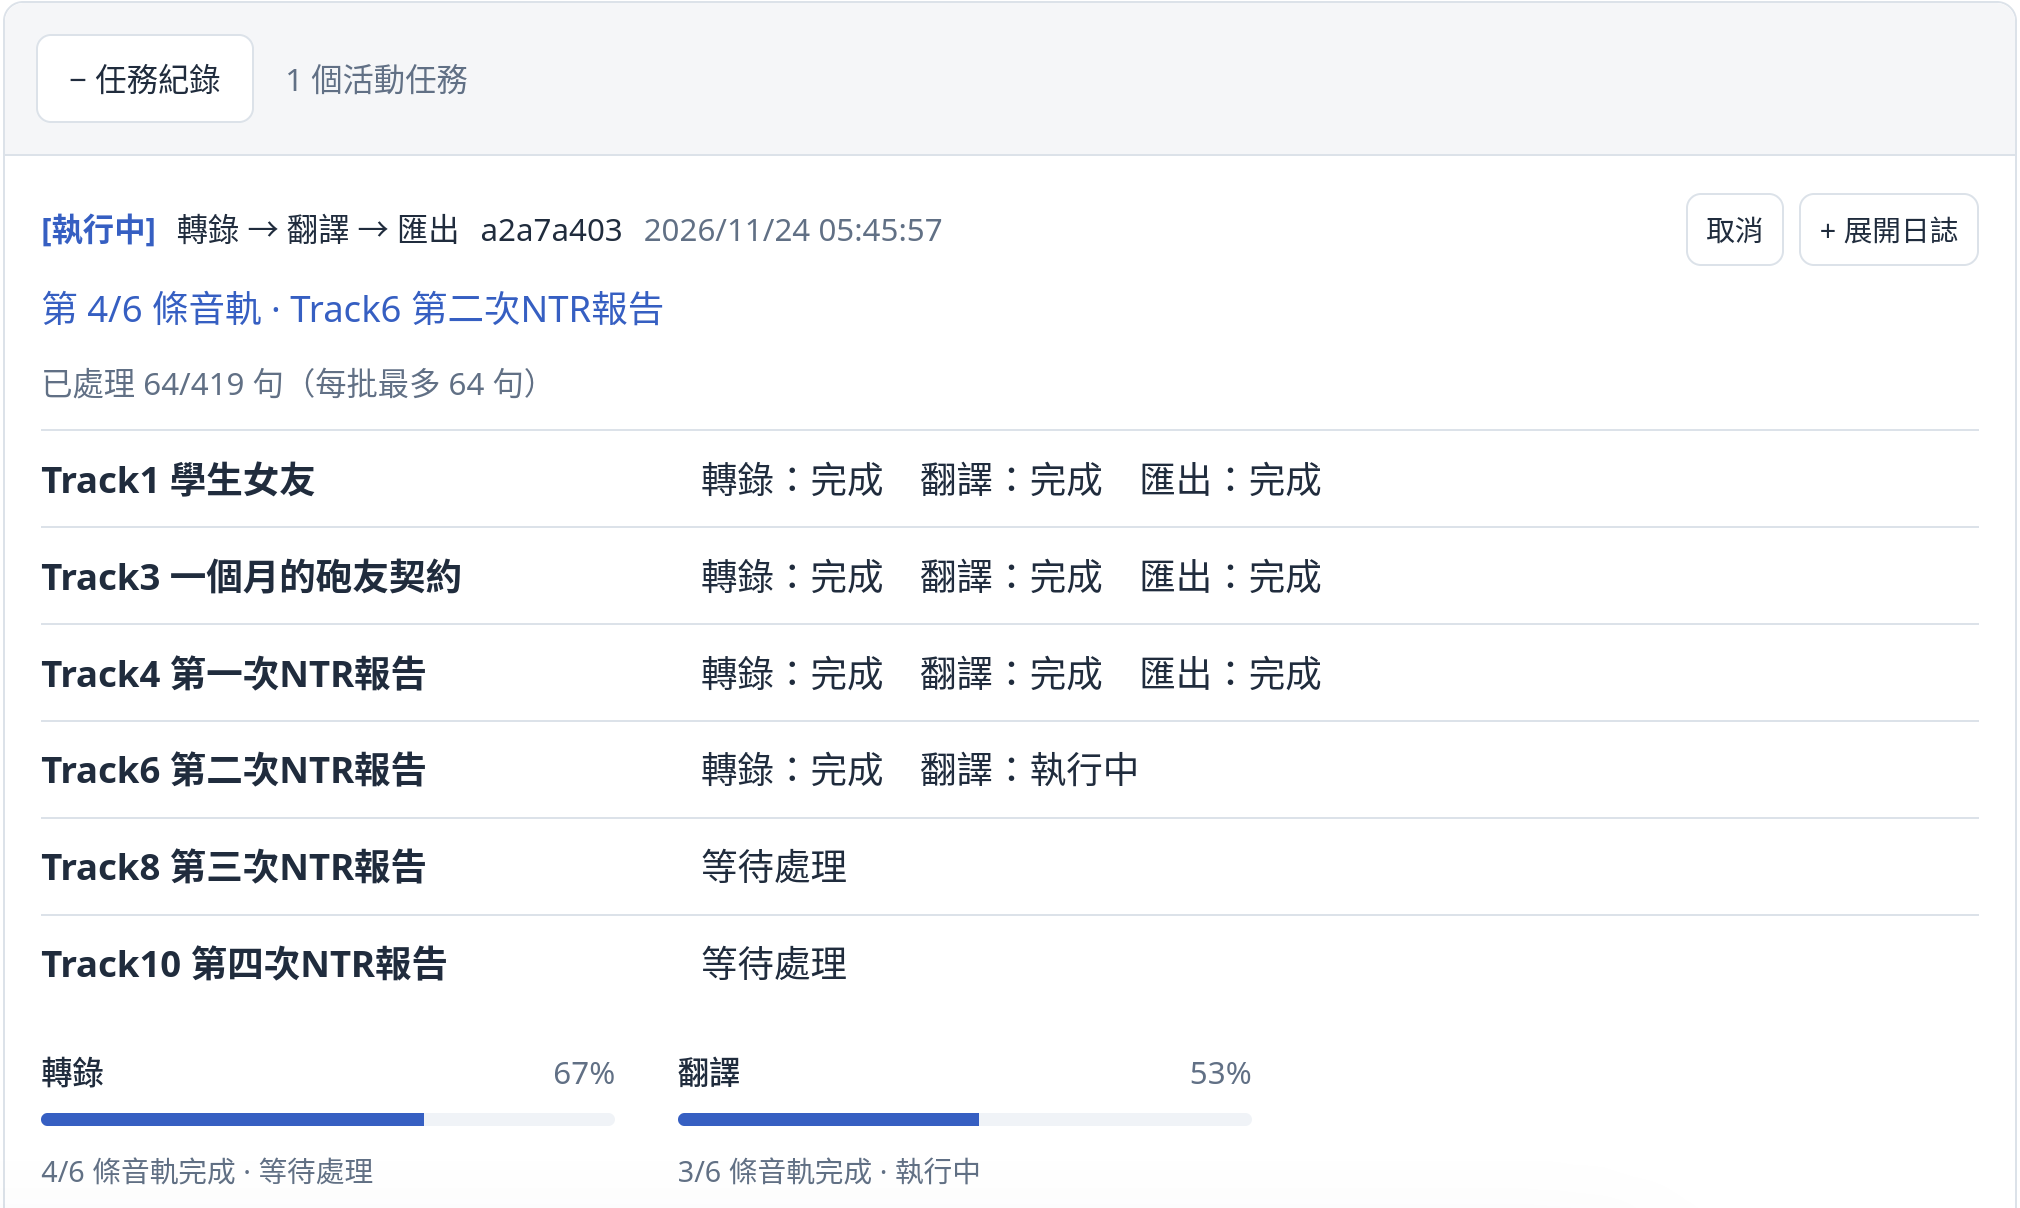 − 任務紀錄 1 個活動任務
[執行中] 轉錄 → 翻譯 → 匯出 a2a7a403 2026/11/24 05:45:57 取消 + 展開日誌
第 4/6 條音軌 · Track6 第二次NTR報告
已處理 64/419 句（每批最多 64 句）
Track1 學生女友 轉錄：完成 翻譯：完成 匯出：完成
Track3 一個月的砲友契約 轉錄：完成 翻譯：完成 匯出：完成
Track4 第一次NTR報告 轉錄：完成 翻譯：完成 匯出：完成
Track6 第二次NTR報告 轉錄：完成 翻譯：執行中
Track8 第三次NTR報告 等待處理
Track10 第四次NTR報告 等待處理
轉錄 67% 翻譯 53%
4/6 條音軌完成 · 等待處理 3/6 條音軌完成 · 執行中